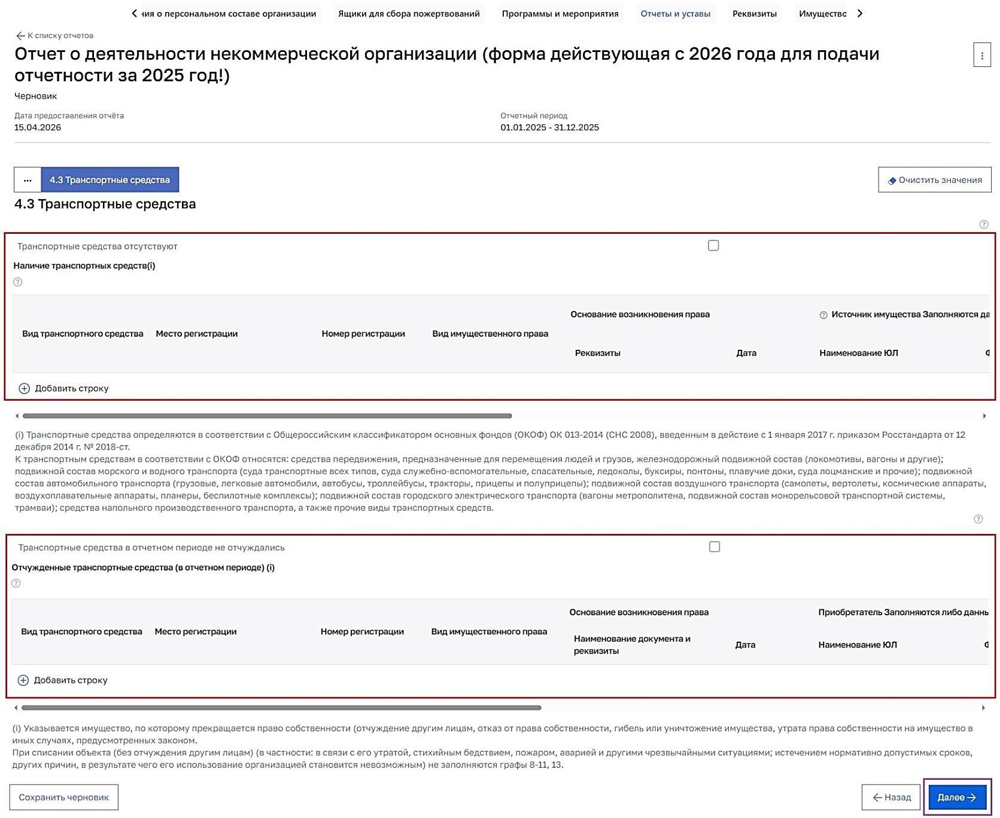 ния о персональном составе организации Ящики для сбора пожертвований Программы и мероприятия Отчеты и уставы Реквизиты Имущество
К списку отчетов
Отчет о деятельности некоммерческой организации (форма действующая с 2026 года для подачи
отчетности за 2025 год!)
Черновик
Дата предоставления отчёта Отчетный период
15.04.2026 01.01.2025 - 31.12.2025
... 4.3 Транспортные средства Очистить значения
4.3 Транспортные средства
Транспортные средства отсутствуют
Наличие транспортных средств(i)
Основание возникновения права Источник имущества Заполняются да
Вид транспортного средства Место регистрации Номер регистрации Вид имущественного права
Реквизиты Дата Наименование ЮЛ
Добавить строку
(i) Транспортные средства определяются в соответствии с Общероссийским классификатором основных фондов (ОКОФ) ОК 013-2014 (СНС 2008), введенным в действие с 1 января 2017 г. приказом Росстандарта от 12
декабря 2014 г. № 2018-ст.
К транспортным средствам в соответствии с ОКОФ относятся: средства передвижения, предназначенные для перемещения людей и грузов, железнодорожный подвижной состав (локомотивы, вагоны и другие);
подвижной состав морского и водного транспорта (суда транспортные всех типов, суда служебно-вспомогательные, спасательные, ледоколы, буксиры, понтоны, плавучие доки, суда лоцманские и прочие); подвижной
состав автомобильного транспорта (грузовые, легковые автомобили, автобусы, троллейбусы, тракторы, прицепы и полуприцепы); подвижной состав воздушного транспорта (самолеты, вертолеты, космические аппараты,
воздухоплавательные аппараты, планеры, беспилотные комплексы); подвижной состав городского электрического транспорта (вагоны метрополитена, подвижной состав монорельсовой транспортной системы,
трамваи); средства напольного производственного транспорта, а также прочие виды транспортных средств.
Транспортные средства в отчетном периоде не отчуждались
Отчужденные транспортные средства (в отчетном периоде) (i)
Основание возникновения права Приобретатель Заполняются либо данны
Вид транспортного средства Место регистрации Номер регистрации Вид имущественного права
Наименование документа и
реквизиты Дата Наименование ЮЛ
Добавить строку
(i) Указывается имущество, по которому прекращается право собственности (отчуждение другим лицам, отказ от права собственности, гибель или уничтожение имущества, утрата права собственности на имущество в
иных случаях, предусмотренных законом.
При списании объекта (без отчуждения другим лицам) (в частности: в связи с его утратой, стихийным бедствием, пожаром, аварией и другими чрезвычайными ситуациями; истечением нормативно допустимых сроков,
других причин, в результате чего его использование организацией становится невозможным) не заполняются графы 8-11, 13.
Сохранить черновик Назад Далее